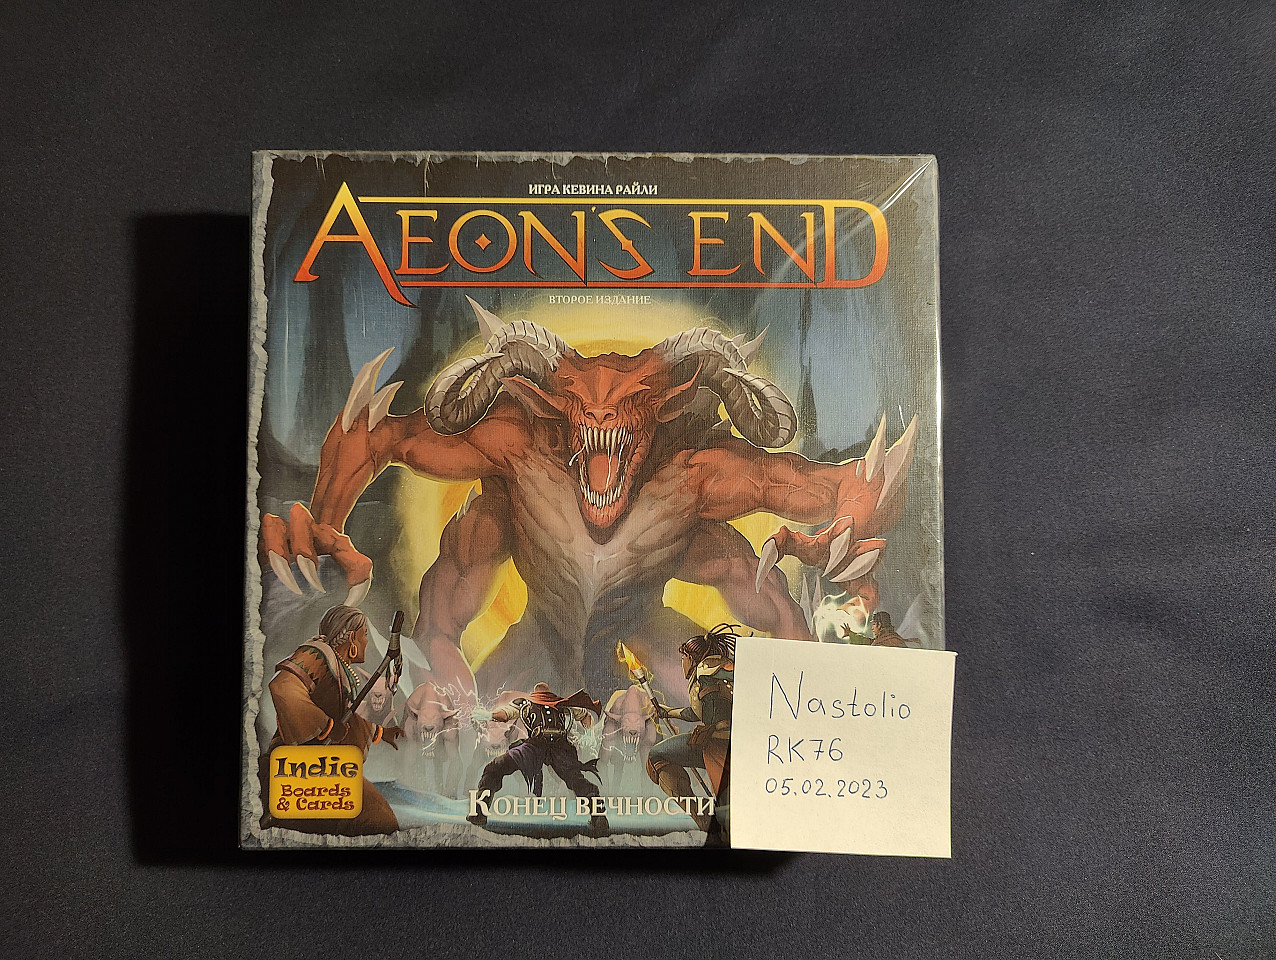 ИГРА КЕВИНА РАЙЛИ
AEON'S END
ВТОРОЕ ИЗДАНИЕ
Indie
Boards
& Cards
КОНЕЦ ВЕЧНОСТИ
Nastolio
RK76
05.02.2023